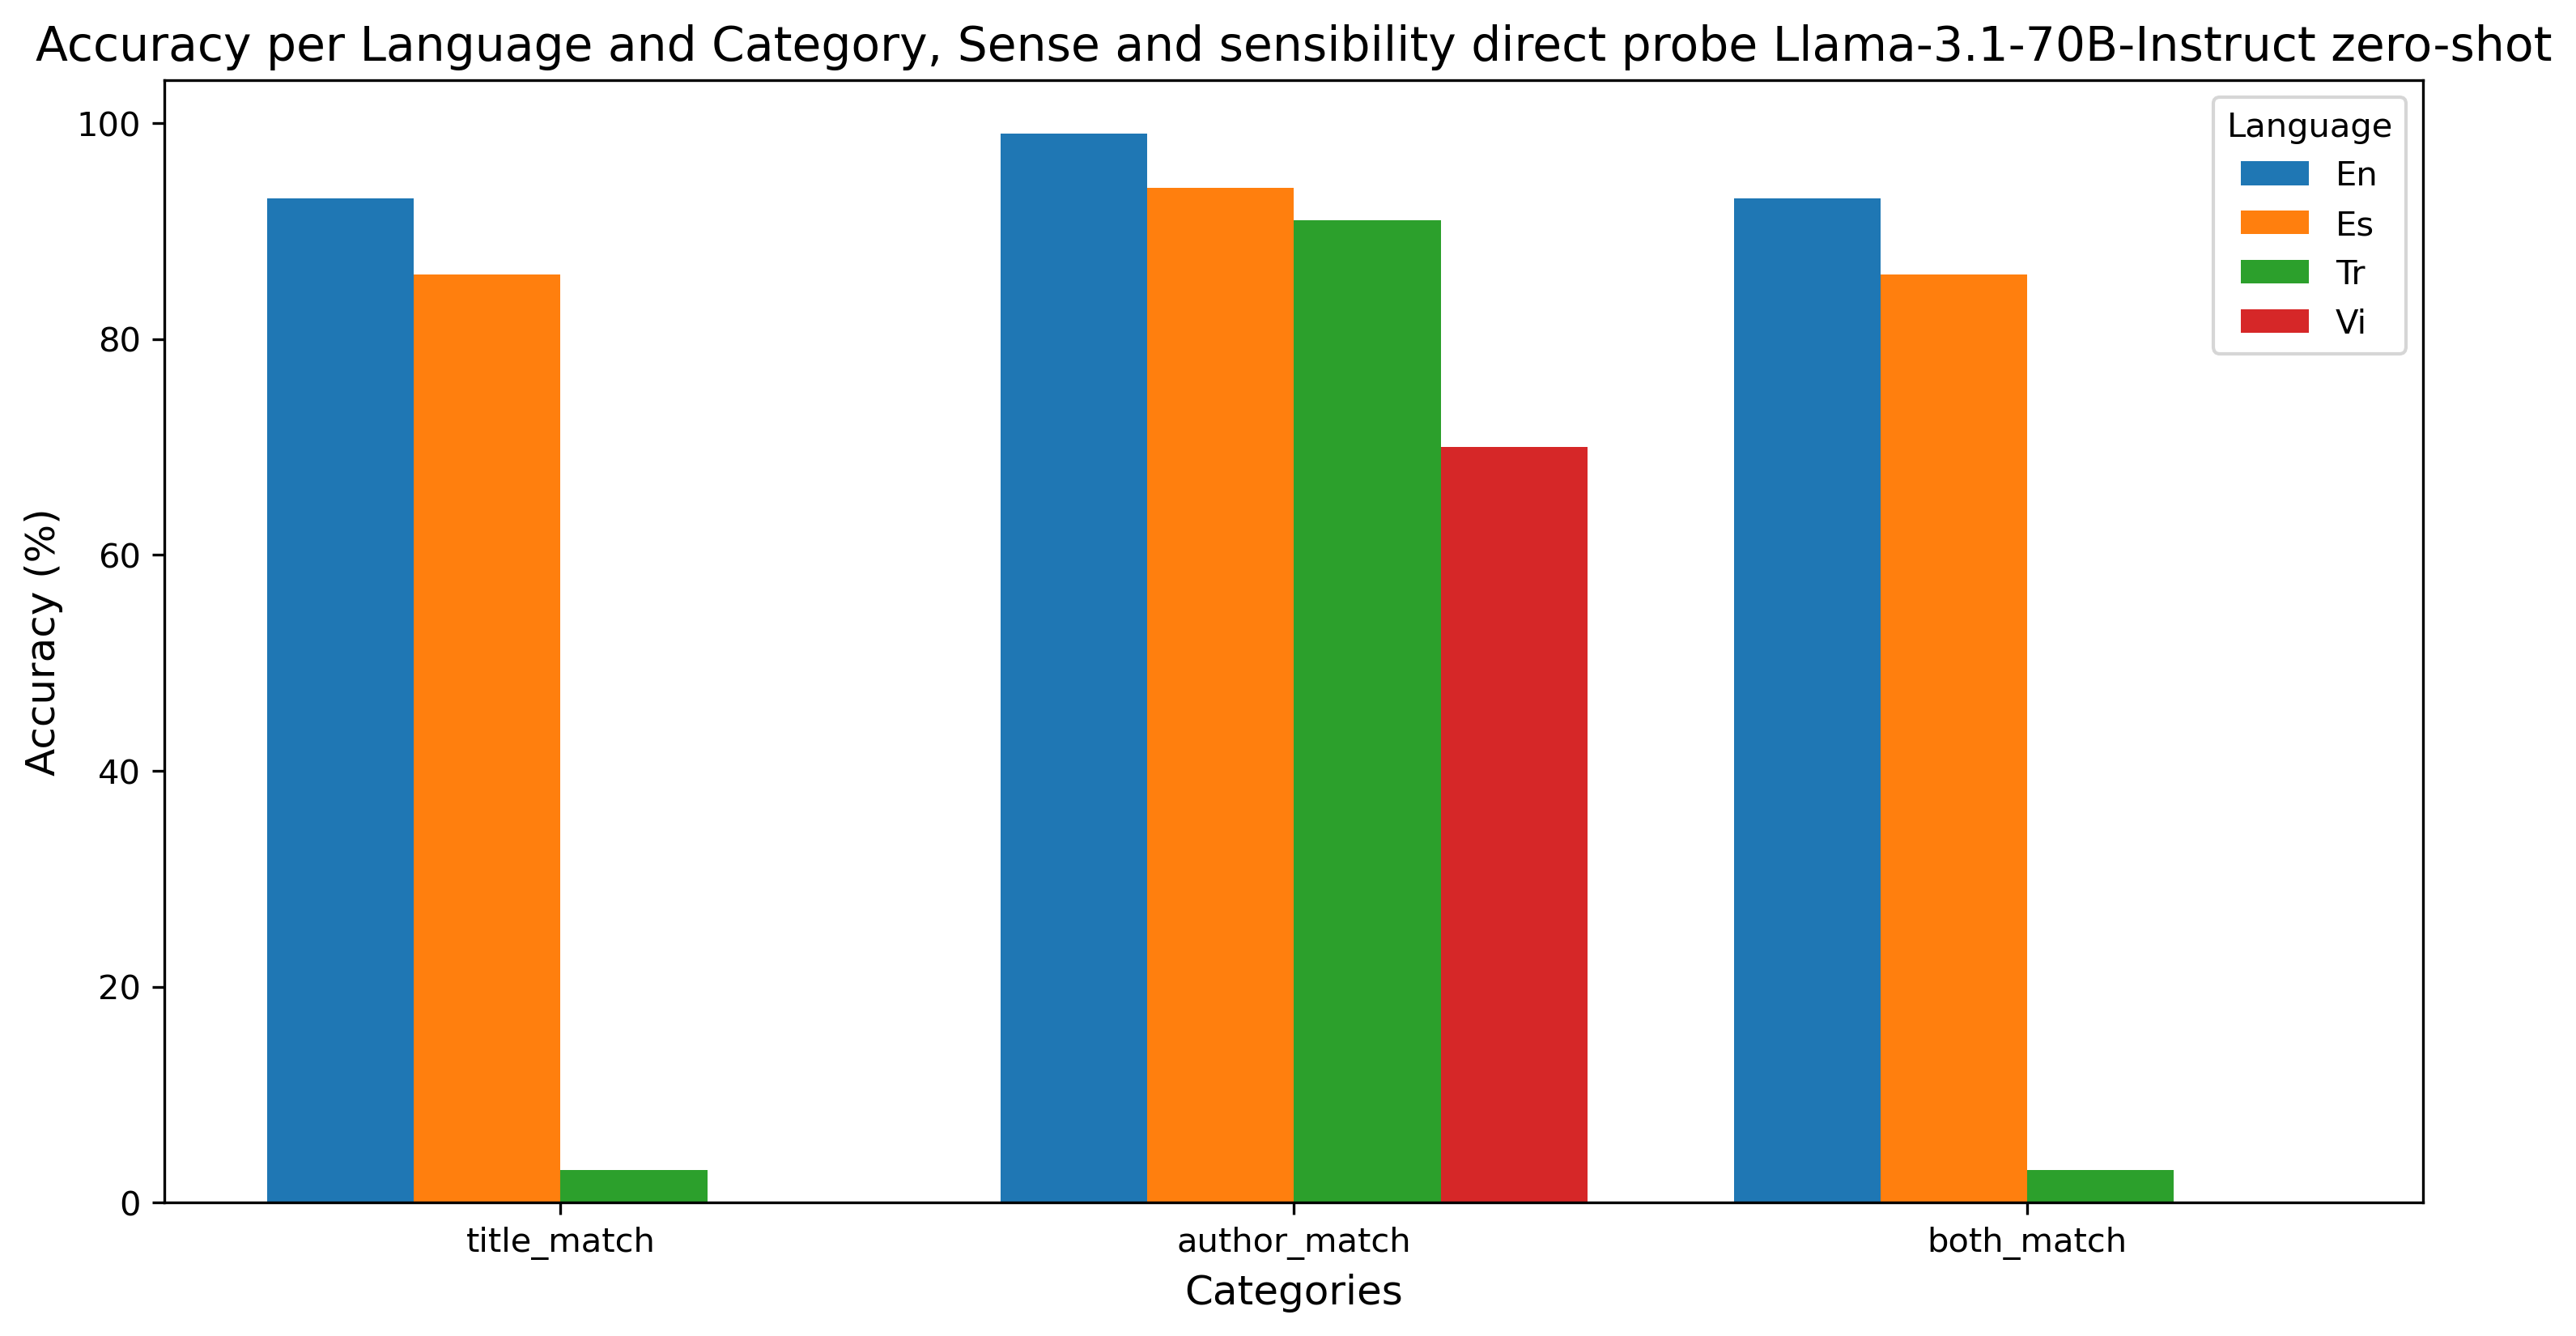 Accuracy per Language and Category, Sense and sensibility direct probe Llama-3.1-70B-Instruct zero-shot
Accuracy (%)
100
80
60
40
20
0
Language
En
Es
Tr
Vi
title_match
author_match
both_match
Categories